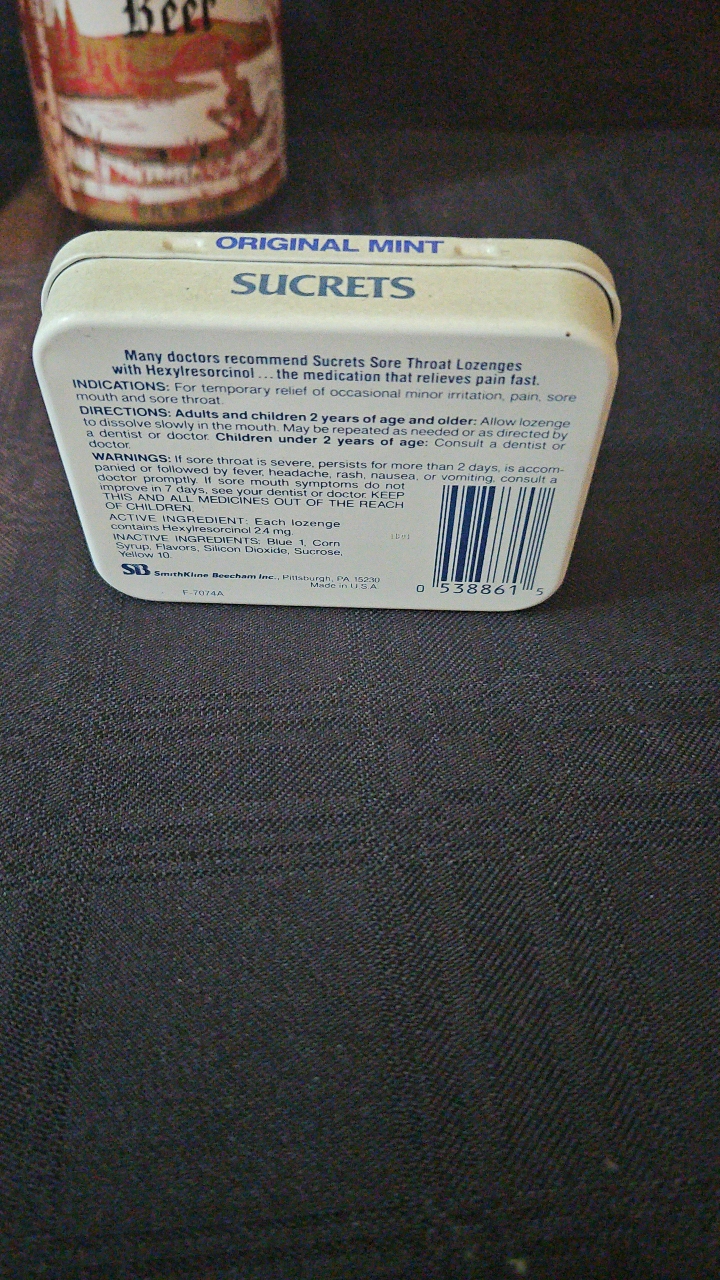 Beer
ORIGINAL MINT
SUCRETS
Many doctors recommend Sucrets Sore Throat Lozenges
with Hexylresorcinol ... the medication that relieves pain fast.
INDICATIONS: For temporary relief of occasional minor irritation, pain, sore
mouth and sore throat.
DIRECTIONS: Adults and children 2 years of age and older: Allow lozenge
to dissolve slowly in the mouth. May be repeated as needed or as directed by
a dentist or doctor. Children under 2 years of age: Consult a dentist or
doctor.
WARNINGS: If sore throat is severe, persists for more than 2 days, is accom-
panied or followed by fever, headache, rash, nausea, or vomiting, consult a
doctor promptly. If sore mouth symptoms do not
improve in 7 days, see your dentist or doctor. KEEP
THIS AND ALL MEDICINES OUT OF THE REACH
OF CHILDREN.
ACTIVE INGREDIENT: Each lozenge
contains Hexylresorcinol 2.4 mg.
INACTIVE INGREDIENTS: Blue 1, Corn
Syrup, Flavors, Silicon Dioxide, Sucrose,
Yellow 10.
SB SmithKline Beecham Inc., Pittsburgh, PA 15230
Made in U.S.A.
F-7074A
0 538861 5